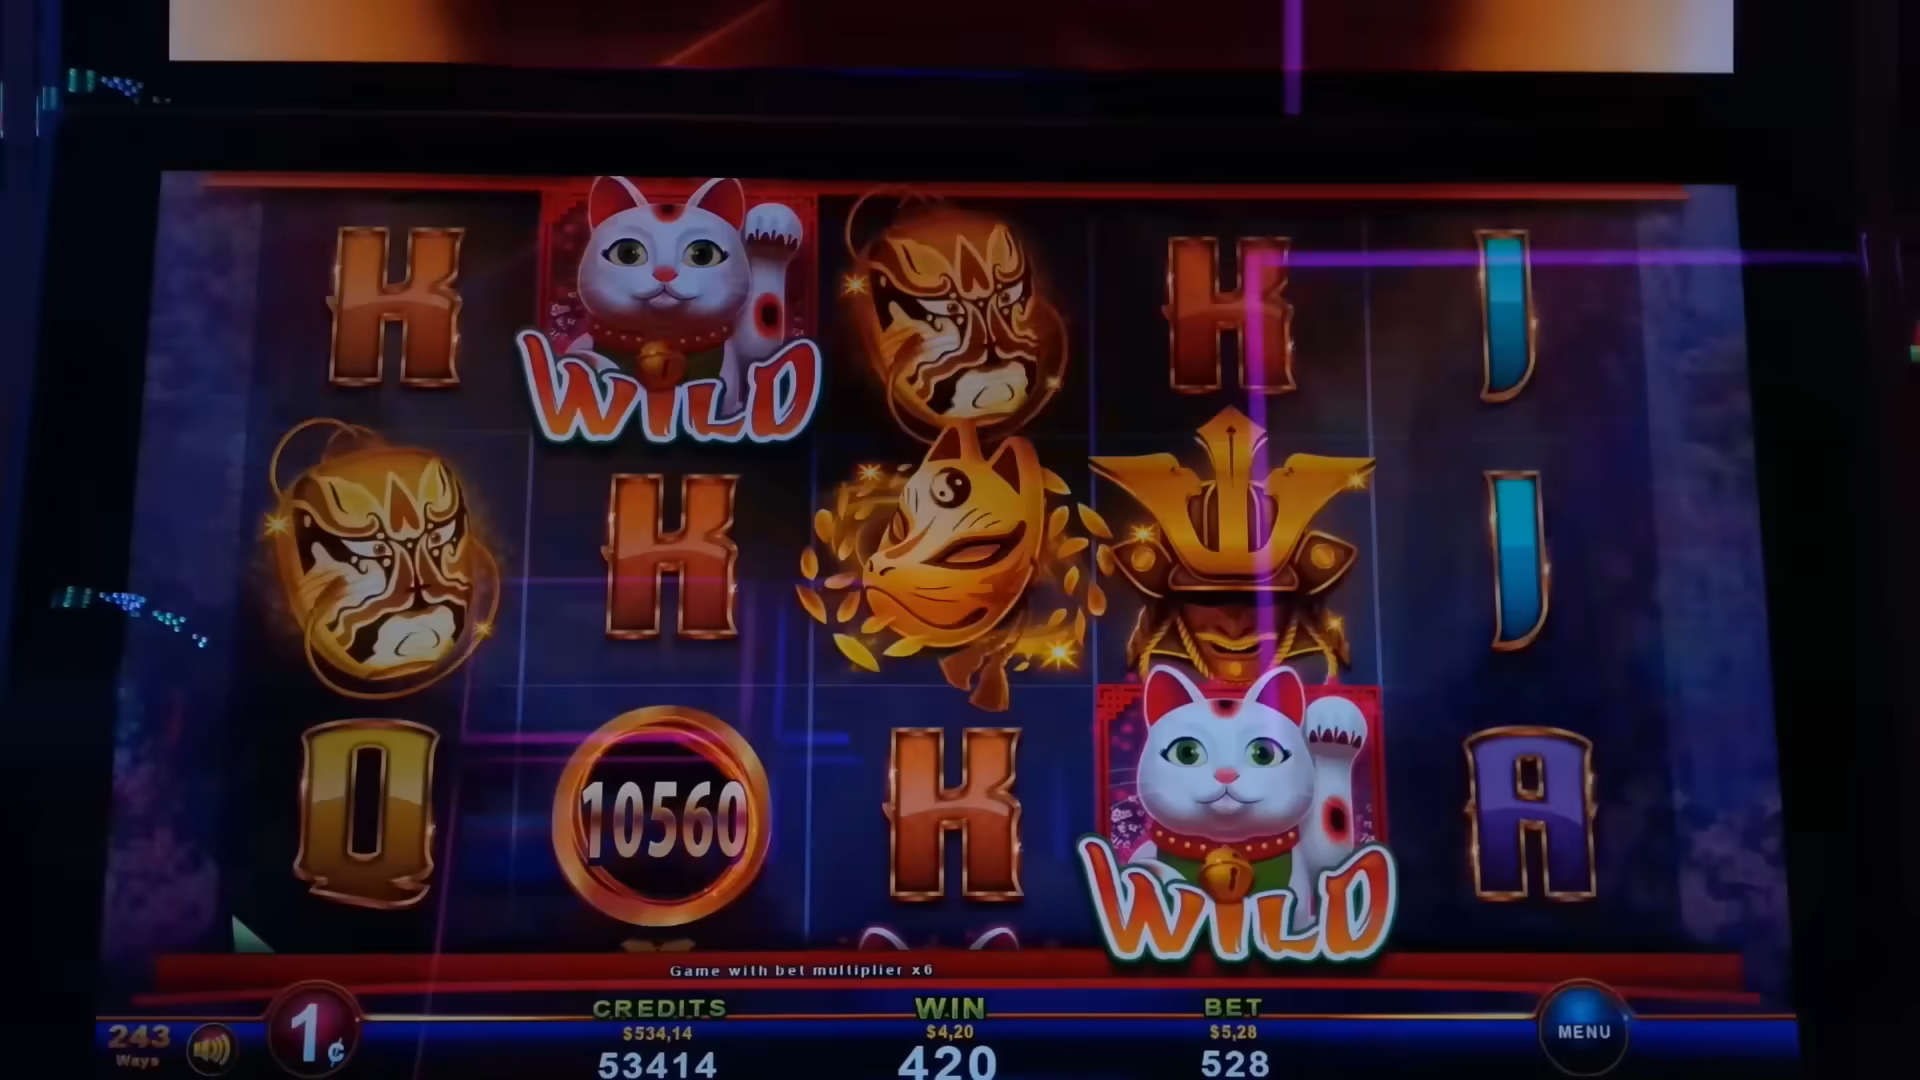 K WILD K J
K J
Q 10560 K WILD A
Game with bet multiplier x6
CREDITS WIN BET
$534,14 $4,20 $5,28
243 Ways 1¢ 53414 420 528 MENU